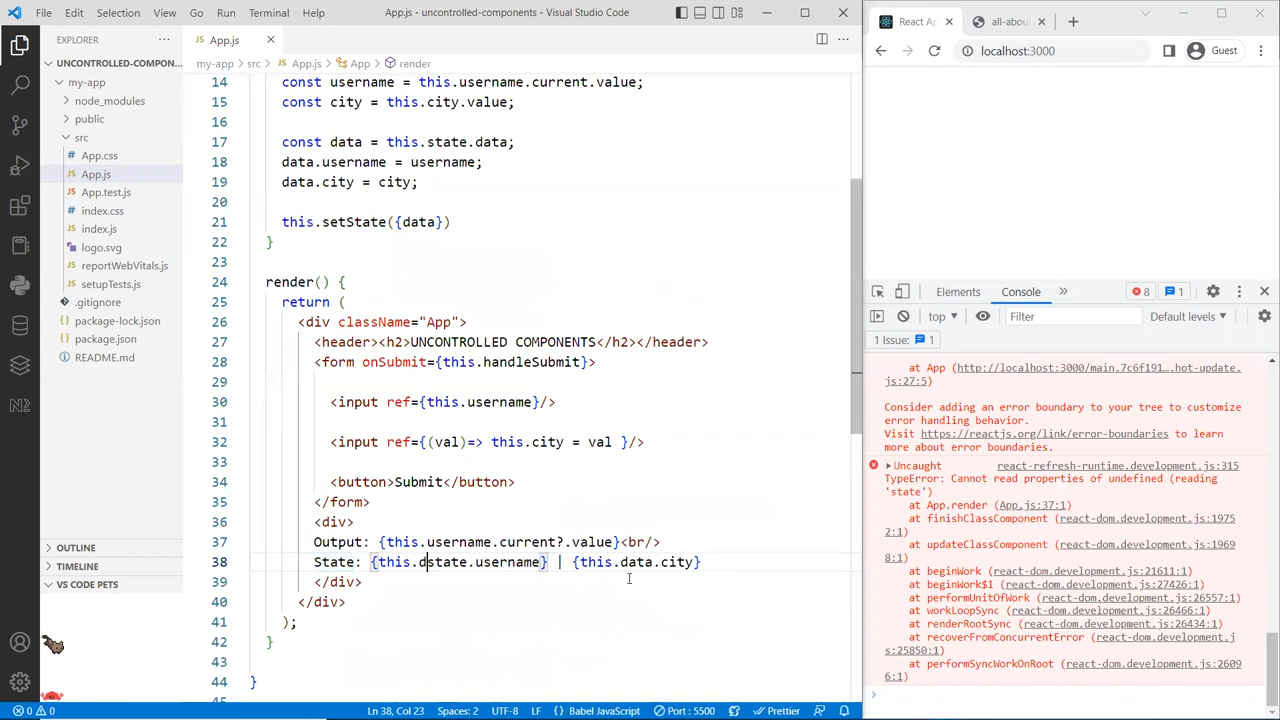 File Edit Selection View Go Run Terminal Help App.js - uncontrolled-components - Visual Studio Code
React Ap
all-abou
EXPLORER
App.js
localhost:3000
Guest
UNCONTROLLED-COMPON...
my-app > src > App.js > App > render
my-app
node_modules
public
src
App.css
App.js
App.test.js
index.css
index.js
logo.svg
reportWebVitals.js
setupTests.js
.gitignore
package-lock.json
package.json
README.md
OUTLINE
TIMELINE
VS CODE PETS
14 const username = this.username.current.value;
15 const city = this.city.value;
16
17 const data = this.state.data;
18 data.username = username;
19 data.city = city;
20
21 this.setState({data})
22 }
23
24 render() {
25 return (
26 <div className="App">
27 <header><h2>UNCONTROLLED COMPONENTS</h2></header>
28 <form onSubmit={this.handleSubmit}>
29
30 <input ref={this.username}/>
31
32 <input ref={(val)=> this.city = val }/>
33
34 <button>Submit</button>
35 </form>
36 <div>
37 Output: {this.username.current?.value}<br/>
38 State: {this.dstate.username} | {this.data.city}
39 </div>
40 </div>
41 );
42 }
43
44 }
Elements Console 8 1
top Filter Default levels
1 Issue: 1
at App (http://localhost:3000/main.7c6f191….hot-update.
js:27:5)
Consider adding an error boundary to your tree to customize
error handling behavior.
Visit https://reactjs.org/link/error-boundaries to learn
more about error boundaries.
Uncaught react-refresh-runtime.development.js:315
TypeError: Cannot read properties of undefined (reading
'state')
at App.render (App.js:37:1)
at finishClassComponent (react-dom.development.js:1975
2:1)
at updateClassComponent (react-dom.development.js:1969
8:1)
at beginWork (react-dom.development.js:21611:1)
at beginWork$1 (react-dom.development.js:27426:1)
at performUnitOfWork (react-dom.development.js:26557:1)
at workLoopSync (react-dom.development.js:26466:1)
at renderRootSync (react-dom.development.js:26434:1)
at recoverFromConcurrentError (react-dom.development.j
s:25850:1)
at performSyncWorkOnRoot (react-dom.development.js:2609
6:1)
0 0 Ln 38, Col 23 Spaces: 2 UTF-8 LF {} Babel JavaScript Port : 5500 Prettier